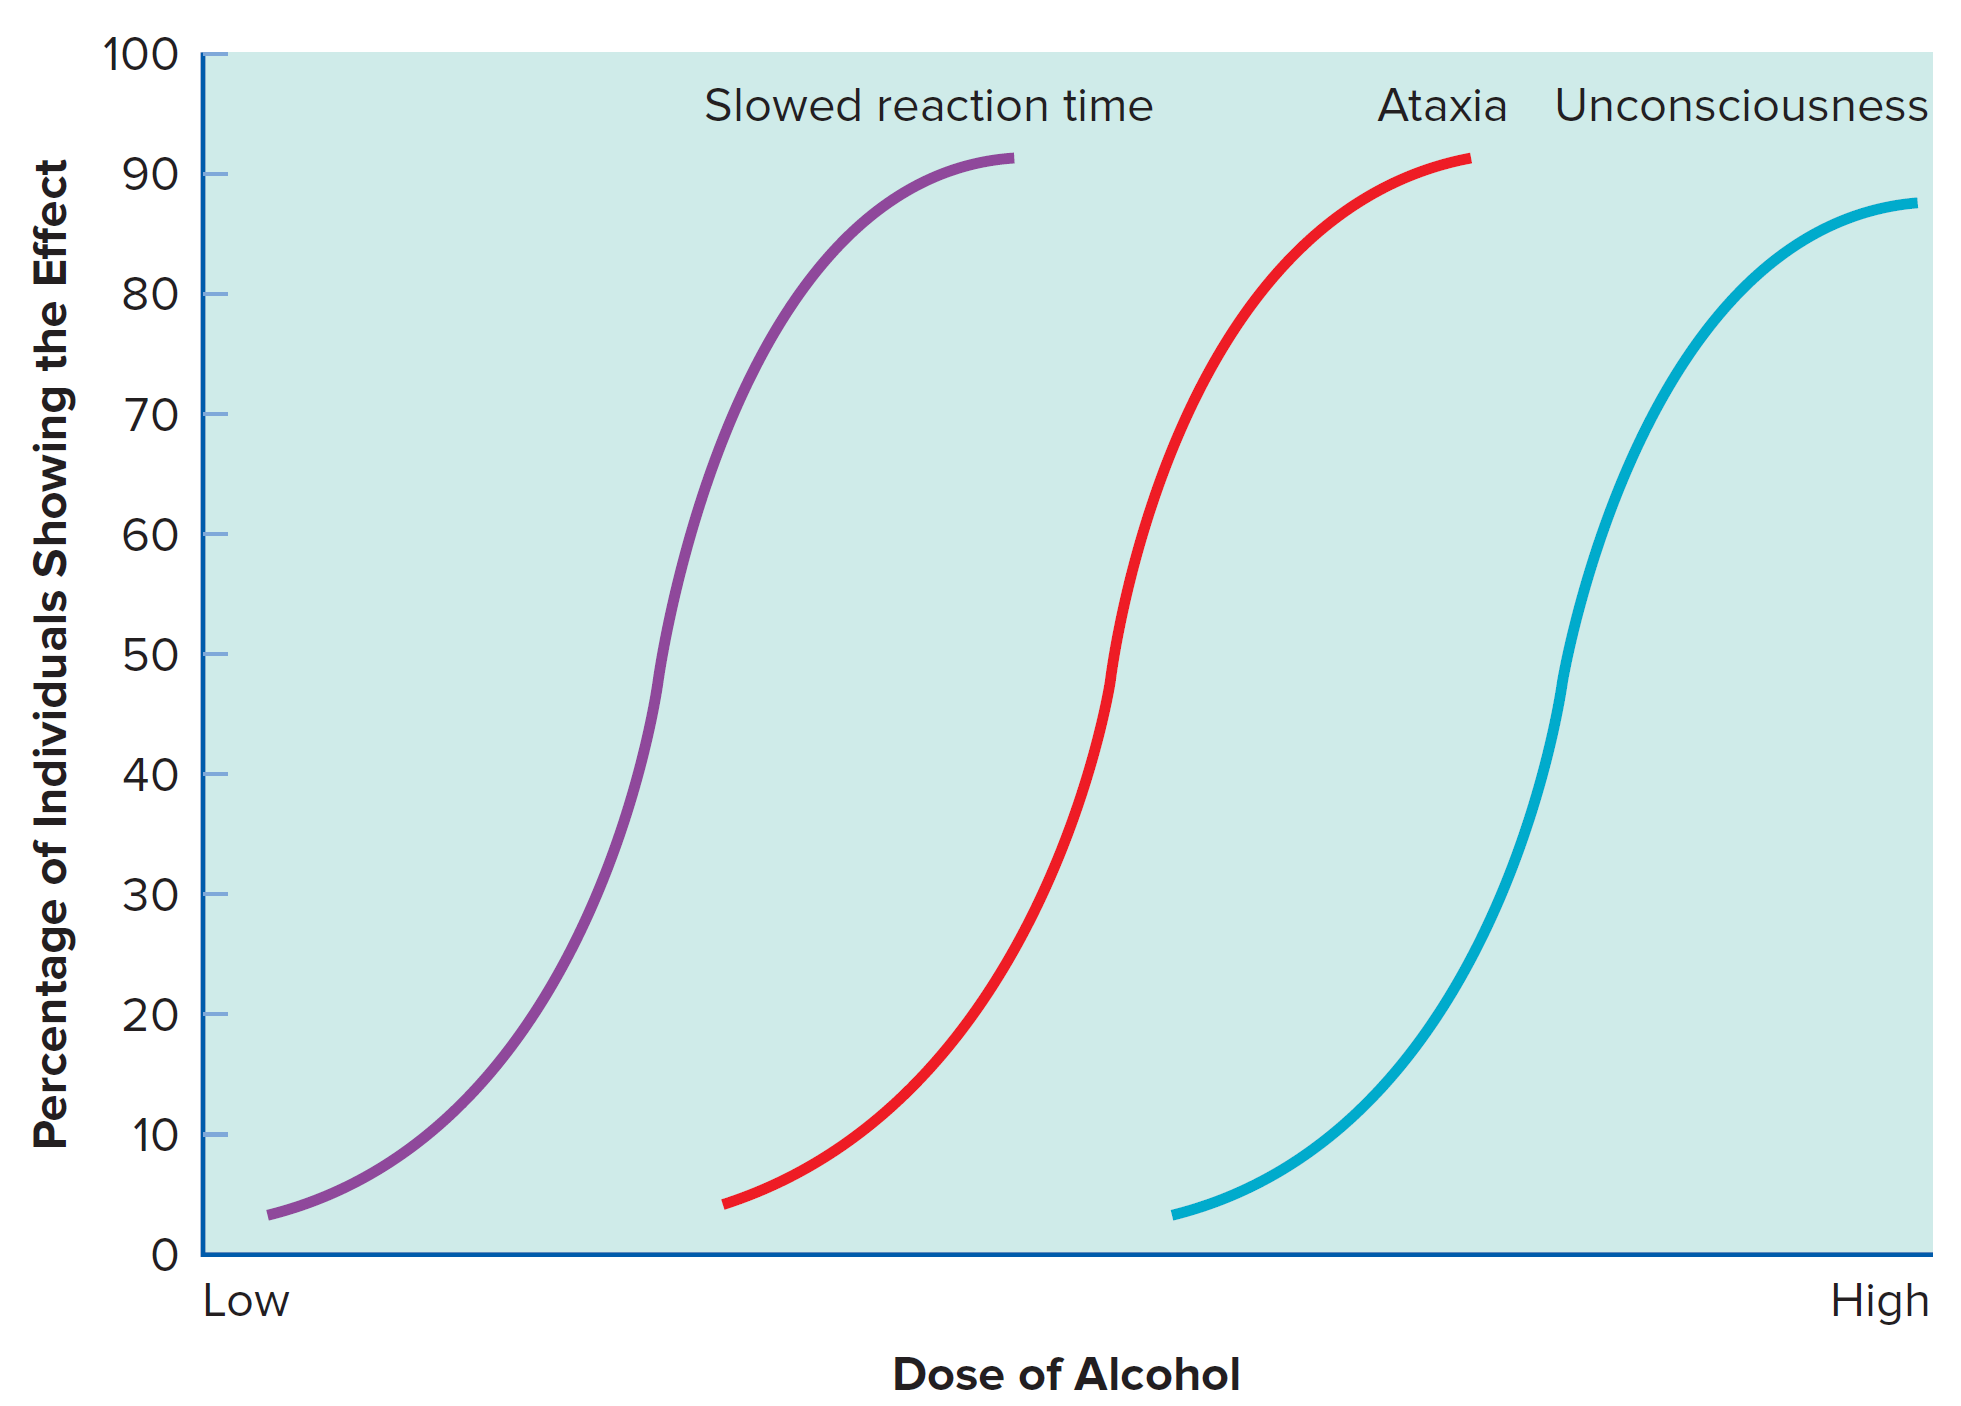 Percentage of Individuals Showing the Effect
100
90
80
70
60
50
40
30
20
10
0
Slowed reaction time
Ataxia
Unconsciousness
Low
High
Dose of Alcohol